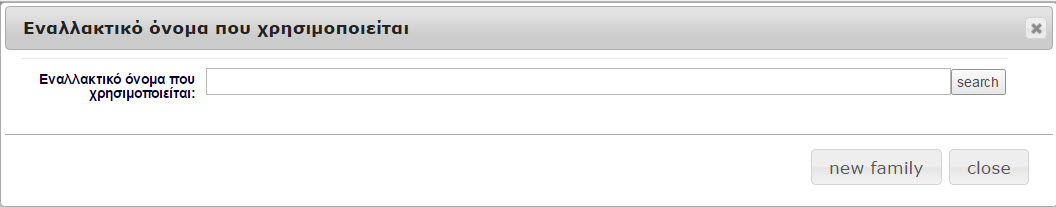 Εναλλακτικό όνομα που χρησιμοποιείται
Εναλλακτικό όνομα που
χρησιμοποιείται:
search
new family
close